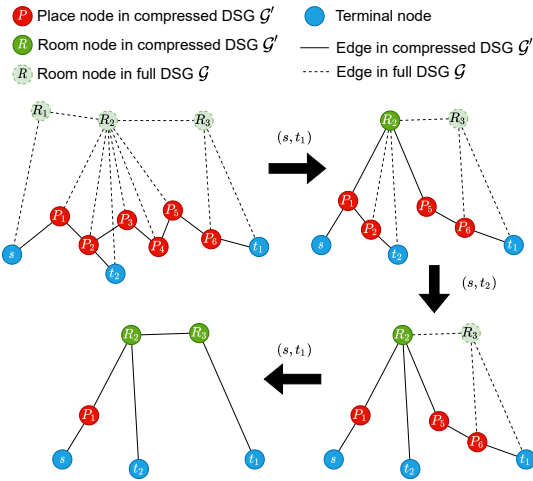 P Place node in compressed DSG 𝒢′
Terminal node
R Room node in compressed DSG 𝒢′
Edge in compressed DSG 𝒢′
R Room node in full DSG 𝒢
Edge in full DSG 𝒢
R₁ R₂ R₃
P₁ P₂ P₃ P₄ P₅ P₆
s t₂ t₁
(s, t₁)
R₂ R₃
P₁ P₂ P₅ P₆
s t₂ t₁
(s, t₂)
R₂ R₃
P₁
s t₂ t₁
(s, t₁)
R₂ R₃
P₁ P₅ P₆
s t₂ t₁